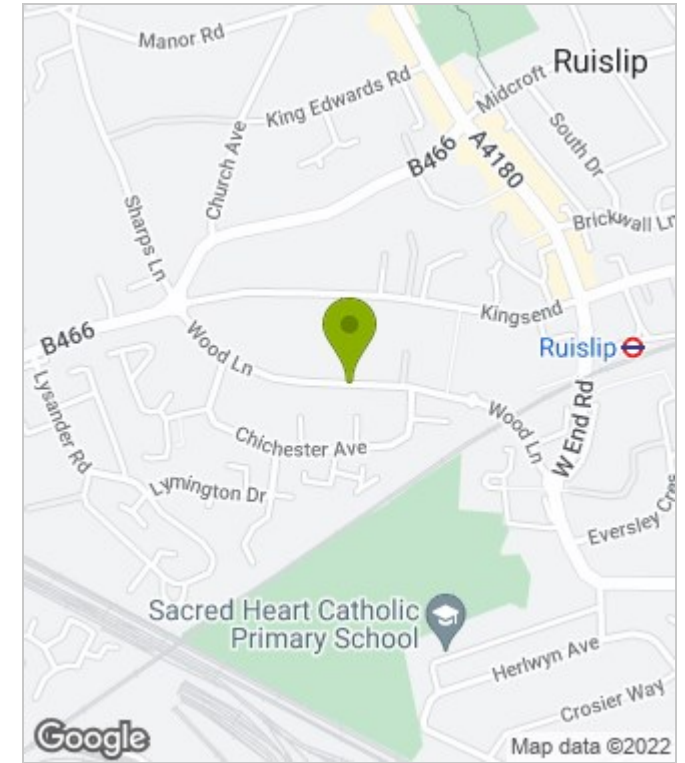 Manor Rd
Ruislip
King Edwards Rd
Midcroft
Church Ave
South Dr
B466
A4180
Sharps Ln
Brickwall Ln
Kingsend
B466
Wood Ln
Ruislip
Lysander Rd
W End Rd
Wood Ln
Chichester Ave
Lymington Dr
Eversley Cres
Sacred Heart Catholic
Primary School
Herlwyn Ave
Crosier Way
Google
Map data ©2022